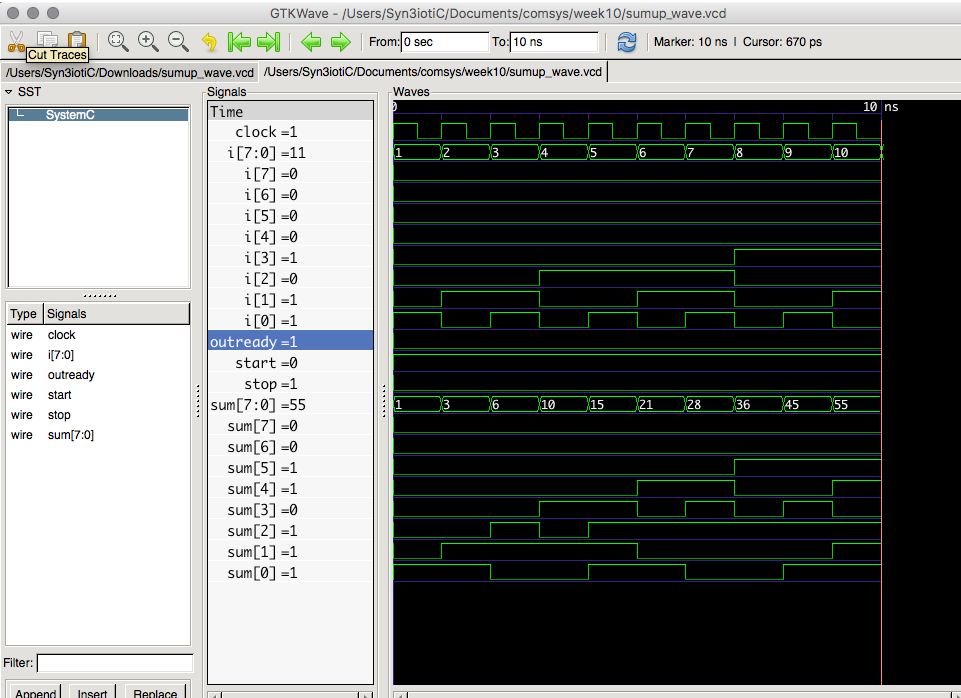 GTKWave - /Users/Syn3iotiC/Documents/comsys/week10/sumup_wave.vcd
From: 0 sec To: 10 ns Marker: 10 ns | Cursor: 670 ps
Cut Traces
/Users/Syn3iotiC/Downloads/sumup_wave.vcd /Users/Syn3iotiC/Documents/comsys/week10/sumup_wave.vcd
SST
SystemC
Type Signals
wire clock
wire i[7:0]
wire outready
wire start
wire stop
wire sum[7:0]
Filter:
Append Insert Replace
Signals
Time
clock =1
i[7:0] =11
i[7] =0
i[6] =0
i[5] =0
i[4] =0
i[3] =1
i[2] =0
i[1] =1
i[0] =1
outready =1
start =0
stop =1
sum[7:0] =55
sum[7] =0
sum[6] =0
sum[5] =1
sum[4] =1
sum[3] =0
sum[2] =1
sum[1] =1
sum[0] =1
Waves
0 10 ns
1 2 3 4 5 6 7 8 9 10
1 3 6 10 15 21 28 36 45 55